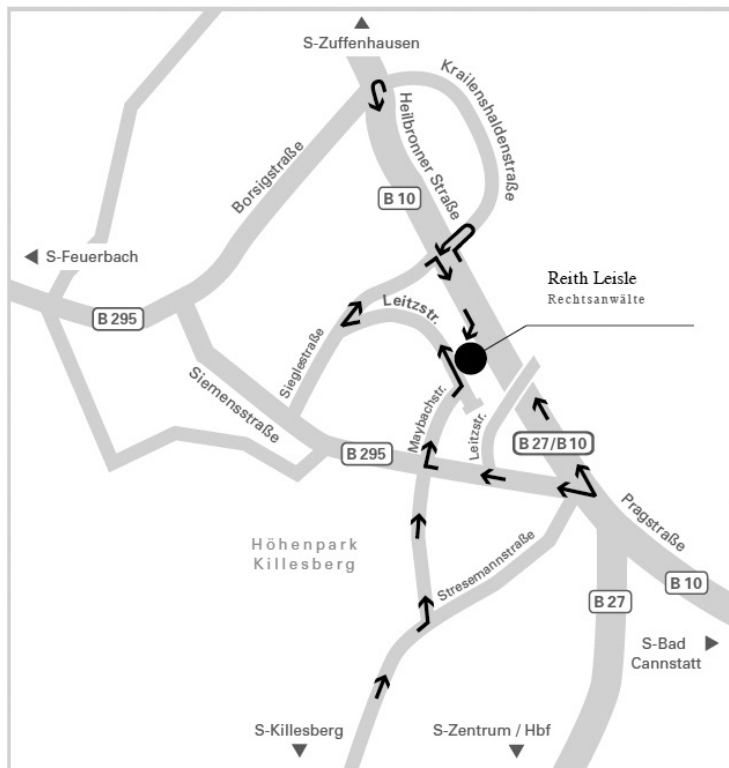 S-Zuffenhausen
Krailenshaldenstraße
Heilbronner Straße
Borsigstraße
B 10
S-Feuerbach
Reith Leisle
Rechtsanwälte
Leitzstr.
B 295
Sieglestraße
Siemensstraße
Maybachstr.
Leitzstr.
B 27/B 10
B 295
Pragstraße
Höhenpark
Killesberg
Stresemannstraße
B 10
B 27
S-Bad
Cannstatt
S-Killesberg
S-Zentrum / Hbf